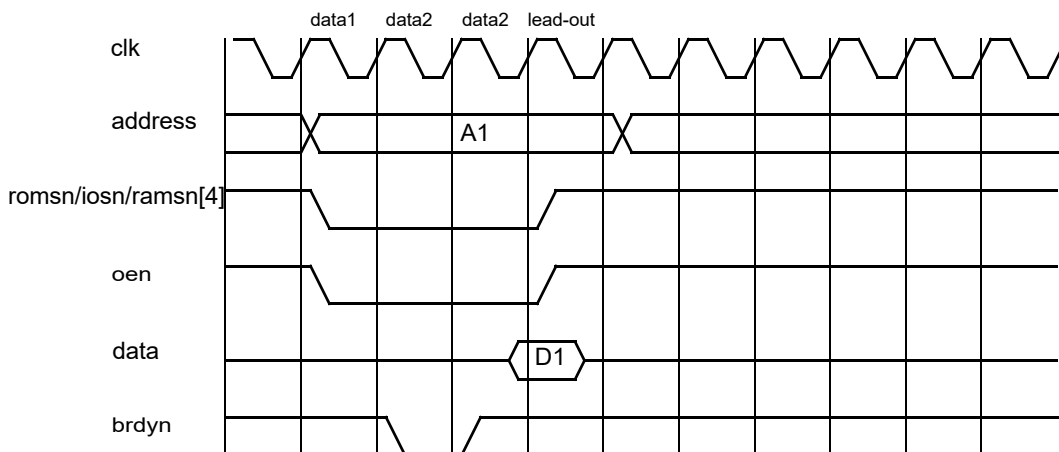 data1 data2 data2 lead-out
clk
address
A1
romsn/iosn/ramsn[4]
oen
data
D1
brdyn